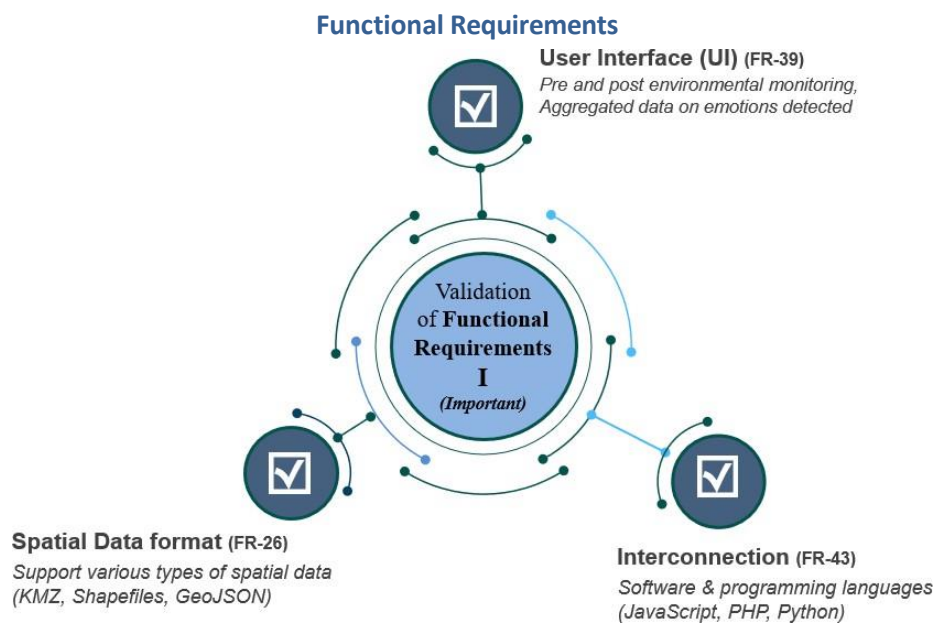 Functional Requirements
User Interface (UI) (FR-39)
Pre and post environmental monitoring,
Aggregated data on emotions detected
Validation
of Functional
Requirements
I
(Important)
Spatial Data format (FR-26)
Support various types of spatial data
(KMZ, Shapefiles, GeoJSON)
Interconnection (FR-43)
Software & programming languages
(JavaScript, PHP, Python)